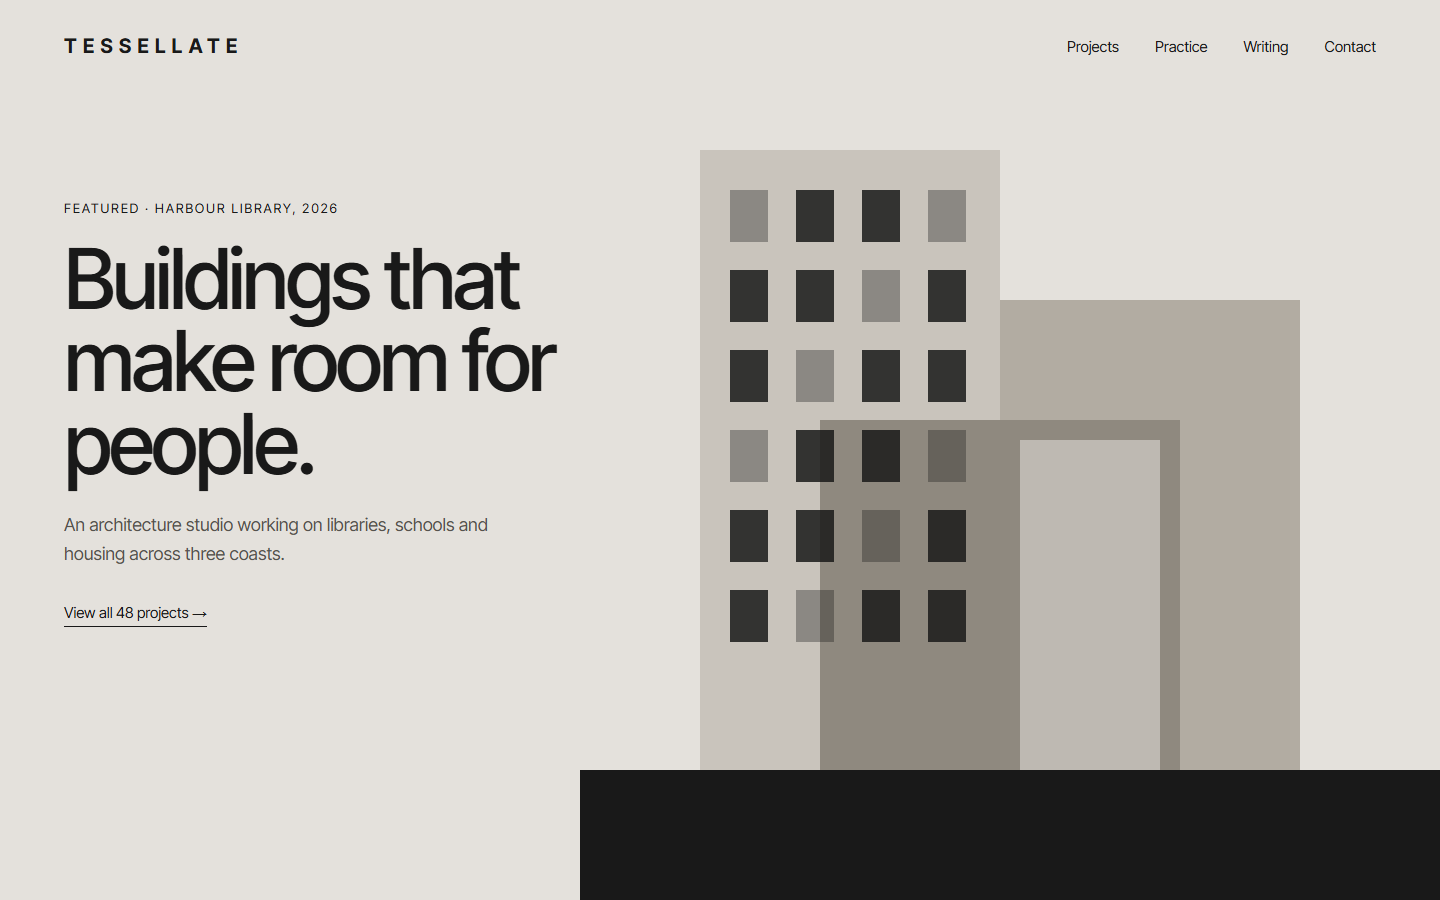 TESSELLATE
Projects
Practice
Writing
Contact
FEATURED · HARBOUR LIBRARY, 2026
Buildings that
make room for
people.
An architecture studio working on libraries, schools and
housing across three coasts.
View all 48 projects →